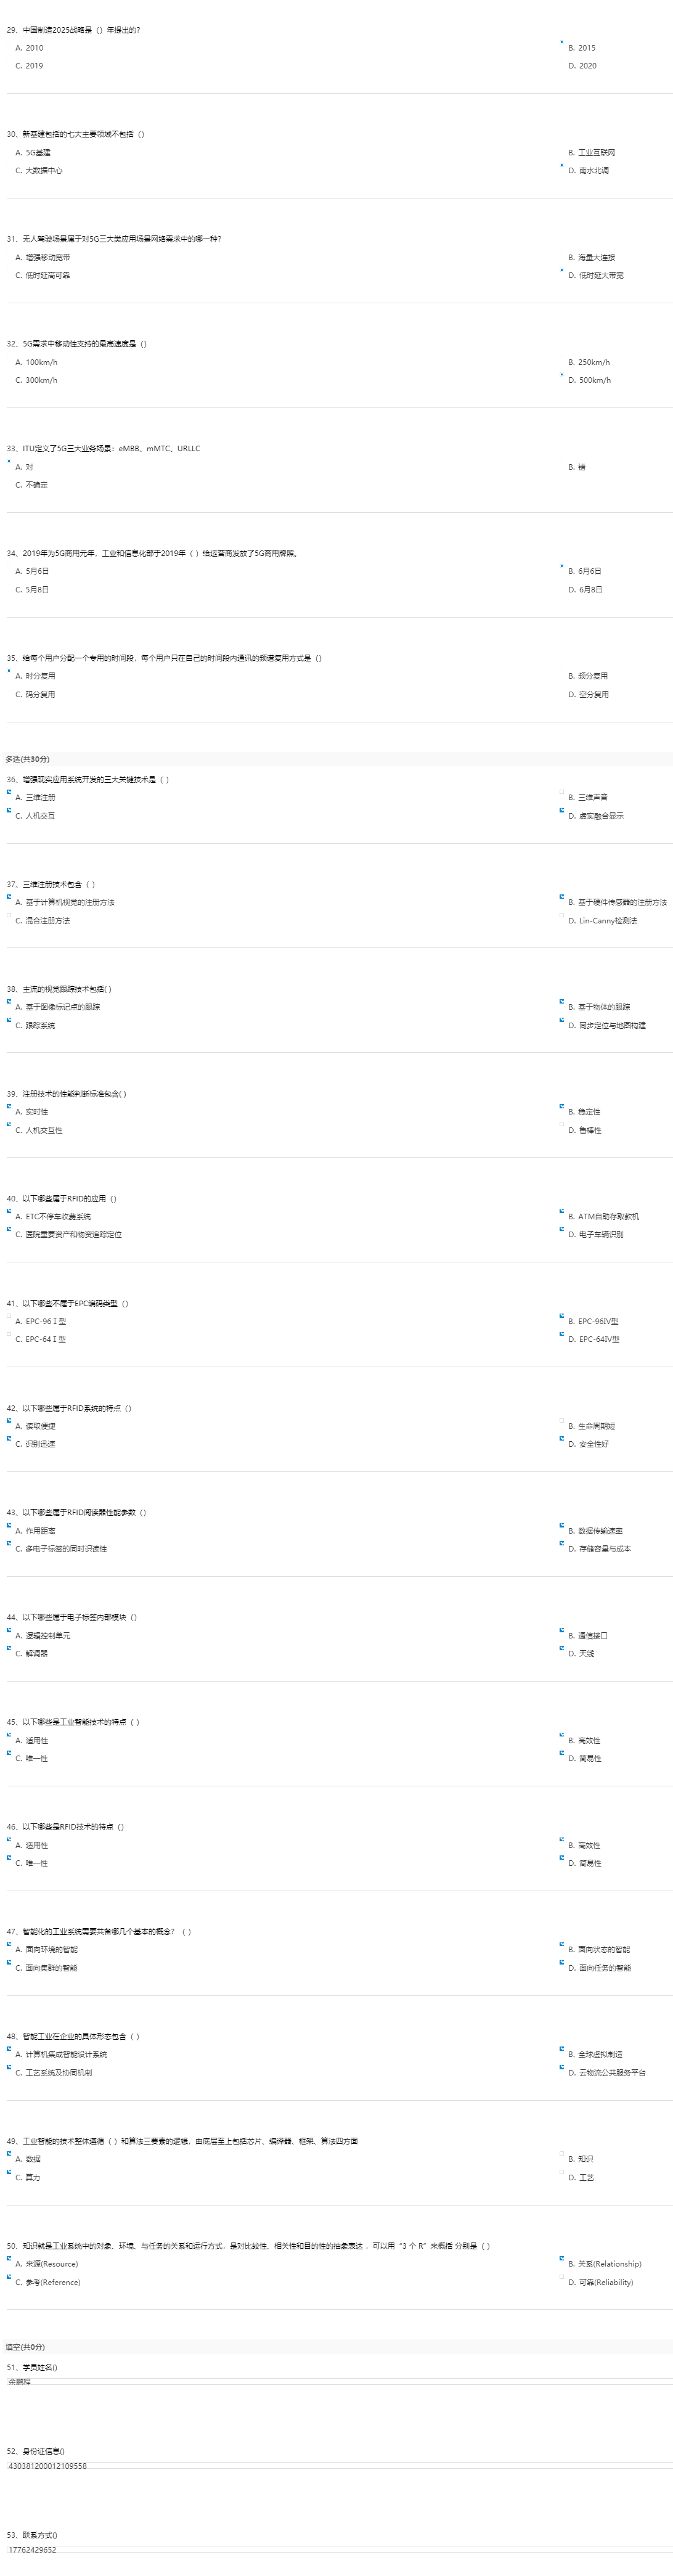 29、中国制造2025战略是（）年提出的?
A. 2010
B. 2015
C. 2019
D. 2020
30、新基建包括的七大主要领域不包括（）
A. 5G基建
B. 工业互联网
C. 大数据中心
D. 南水北调
31、无人驾驶场景属于对5G三大类应用场景网络需求中的哪一种？
A. 增强移动宽带
B. 海量大连接
C. 低时延高可靠
D. 低时延大带宽
32、5G需求中移动性支持的最高速度是（）
A. 100km/h
B. 250km/h
C. 300km/h
D. 500km/h
33、ITU定义了5G三大业务场景：eMBB、mMTC、URLLC
A. 对
B. 错
C. 不确定
34、2019年为5G商用元年，工业和信息化部于2019年（ ）给运营商发放了5G商用牌照。
A. 5月6日
B. 6月6日
C. 5月8日
D. 6月8日
35、给每个用户分配一个专用的时间段，每个用户只在自己的时间段内通讯的频谱复用方式是（）
A. 时分复用
B. 频分复用
C. 码分复用
D. 空分复用
多选(共30分)
36、增强现实应用系统开发的三大关键技术是（ ）
A. 三维注册
B. 三维声音
C. 人机交互
D. 虚实融合显示
37、三维注册技术包含（ ）
A. 基于计算机视觉的注册方法
B. 基于硬件传感器的注册方法
C. 混合注册方法
D. Lin-Canny检测法
38、主流的视觉跟踪技术包括( )
A. 基于图像标记点的跟踪
B. 基于物体的跟踪
C. 跟踪系统
D. 同步定位与地图构建
39、注册技术的性能判断标准包含( )
A. 实时性
B. 稳定性
C. 人机交互性
D. 鲁棒性
40、以下哪些属于RFID的应用（）
A. ETC不停车收费系统
B. ATM自动存取款机
C. 医院重要资产和物资追踪定位
D. 电子车辆识别
41、以下哪些不属于EPC编码类型（）
A. EPC-96Ⅰ型
B. EPC-96IV型
C. EPC-64Ⅰ型
D. EPC-64IV型
42、以下哪些属于RFID系统的特点（）
A. 读取便捷
B. 生命周期短
C. 识别迅速
D. 安全性好
43、以下哪些属于RFID阅读器性能参数（）
A. 作用距离
B. 数据传输速率
C. 多电子标签的同时识读性
D. 存储容量与成本
44、以下哪些属于电子标签内部模块（）
A. 逻辑控制单元
B. 通信接口
C. 解调器
D. 天线
45、以下哪些是工业智能技术的特点（ ）
A. 适用性
B. 高效性
C. 唯一性
D. 简易性
46、以下哪些是RFID技术的特点（）
A. 适用性
B. 高效性
C. 唯一性
D. 简易性
47、智能化的工业系统需要共备哪几个基本的概念？（ ）
A. 面向环境的智能
B. 面向状态的智能
C. 面向集群的智能
D. 面向任务的智能
48、智能工业在企业的具体形态包含（ ）
A. 计算机集成智能设计系统
B. 全球虚拟制造
C. 工艺系统及协同机制
D. 云物流公共服务平台
49、工业智能的技术整体遵循（ ）和算法三要素的逻辑，由底层至上包括芯片、编译器、框架、算法四方面
A. 数据
B. 知识
C. 算力
D. 工艺
50、知识就是工业系统中的对象、环境、与任务的关系和运行方式，是对比较性、相关性和目的性的抽象表达 ，可以用“3 个 R”来概括 分别是（ ）
A. 来源(Resource)
B. 关系(Relationship)
C. 参考(Reference)
D. 可靠(Reliability)
填空(共0分)
51、学员姓名()
52、身份证信息()
430381200012109558
53、联系方式()
17762429652